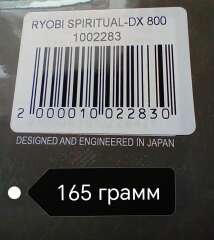 RYOBI SPIRITUAL-DX 800
1002283
2 000010 022830
DESIGNED AND ENGINEERED IN JAPAN
165 грамм